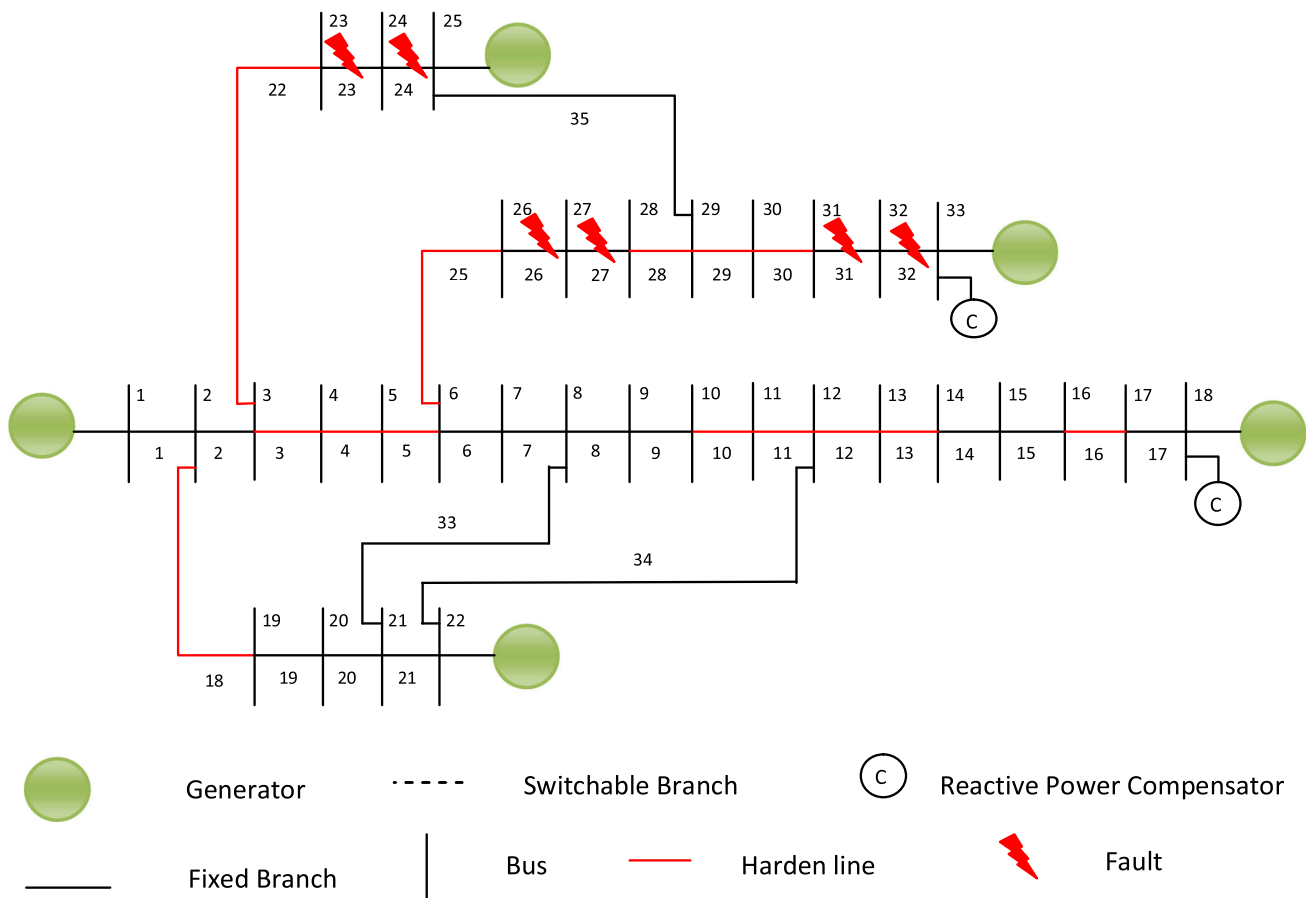 23 24 25
22 23 24
35
26 27 28 29 30 31 32 33
25 26 27 28 29 30 31 32
C
1 2 3 4 5 6 7 8 9 10 11 12 13 14 15 16 17 18
1 2 3 4 5 6 7 8 9 10 11 12 13 14 15 16 17
C
33
34
19 20 21 22
18 19 20 21
Generator Switchable Branch C Reactive Power Compensator
Fixed Branch Bus Harden line Fault